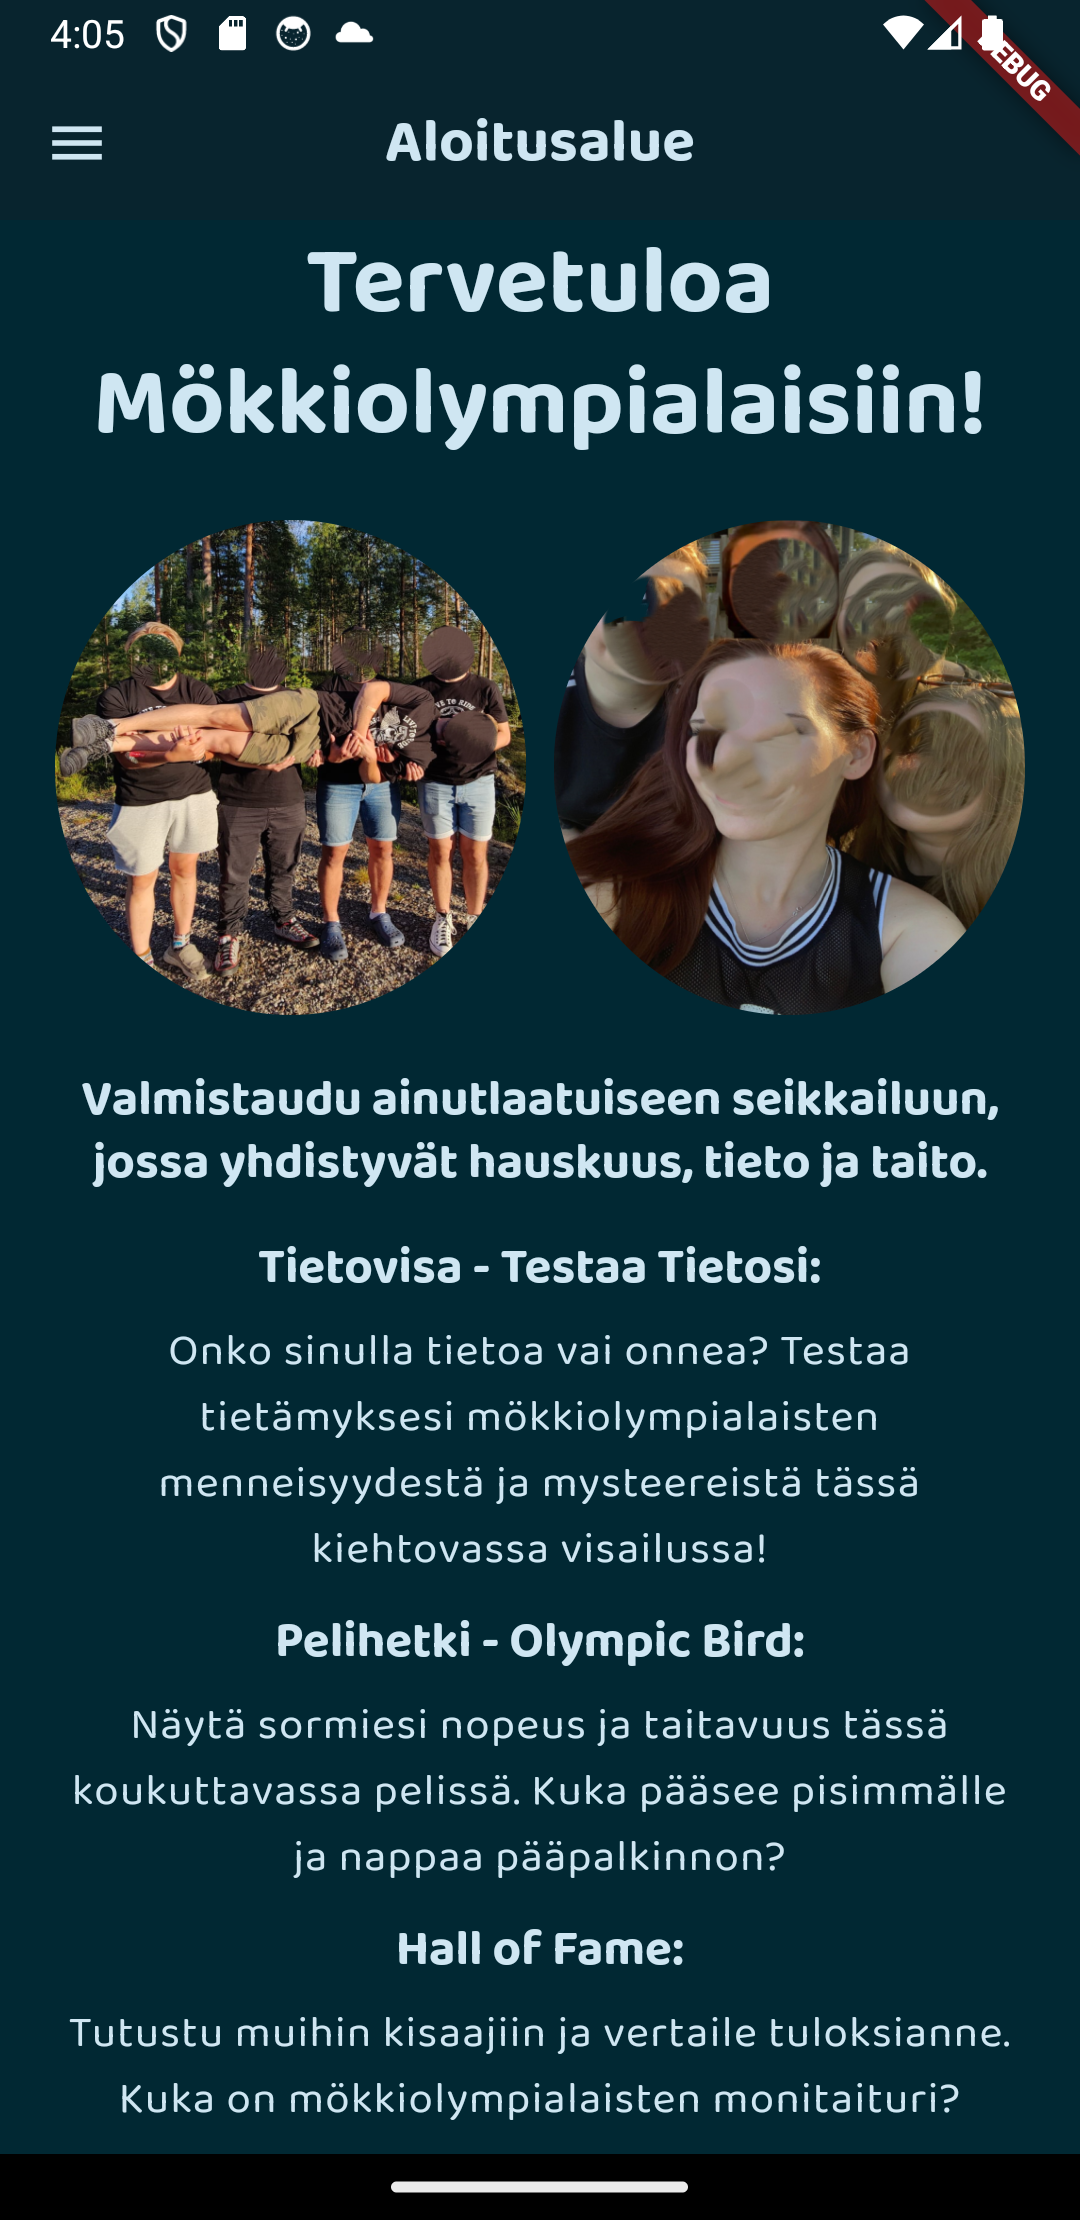 4:05
EBUG
Aloitusalue
Tervetuloa
Mökkiolympialaisiin!
VE TO RIDE
Valmistaudu ainutlaatuiseen seikkailuun,
jossa yhdistyvät hauskuus, tieto ja taito.
Tietovisa - Testaa Tietosi:
Onko sinulla tietoa vai onnea? Testaa
tietämyksesi mökkiolympialaisten
menneisyydestä ja mysteereistä tässä
kiehtovassa visailussa!
Pelihetki - Olympic Bird:
Näytä sormiesi nopeus ja taitavuus tässä
koukuttavassa pelissä. Kuka pääsee pisimmälle
ja nappaa pääpalkinnon?
Hall of Fame:
Tutustu muihin kisaajiin ja vertaile tuloksianne.
Kuka on mökkiolympialaisten monitaituri?